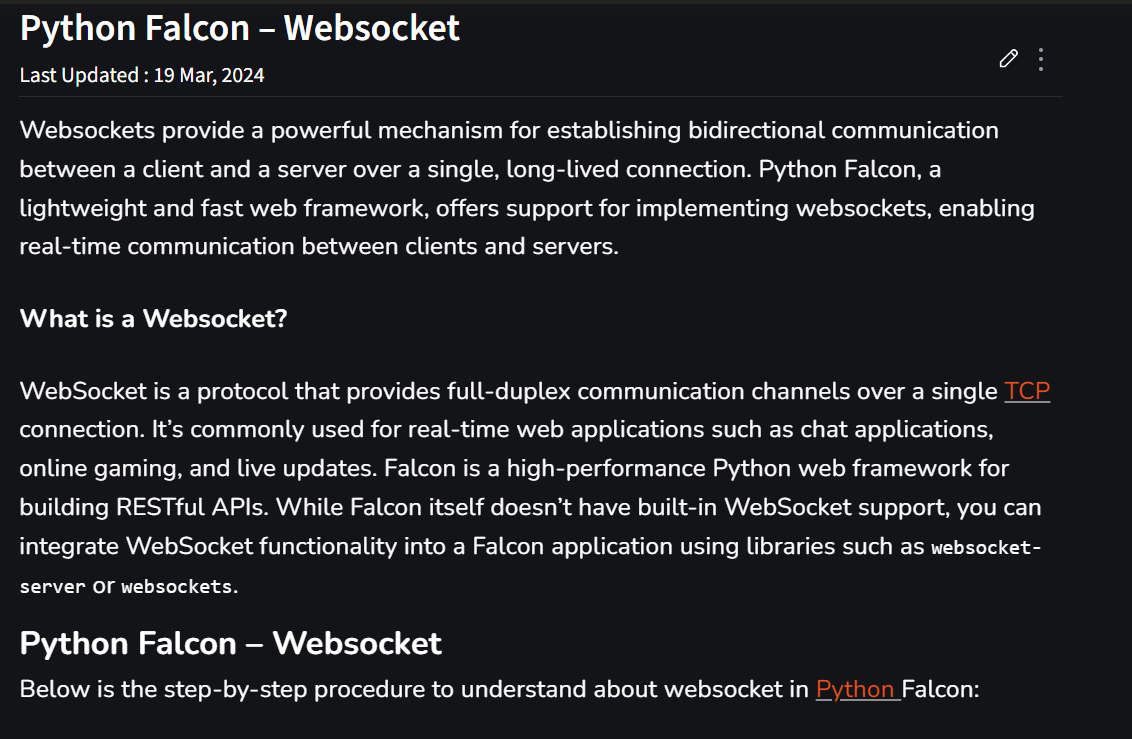 Python Falcon – Websocket
Last Updated : 19 Mar, 2024
Websockets provide a powerful mechanism for establishing bidirectional communication
between a client and a server over a single, long-lived connection. Python Falcon, a
lightweight and fast web framework, offers support for implementing websockets, enabling
real-time communication between clients and servers.
What is a Websocket?
WebSocket is a protocol that provides full-duplex communication channels over a single TCP
connection. It’s commonly used for real-time web applications such as chat applications,
online gaming, and live updates. Falcon is a high-performance Python web framework for
building RESTful APIs. While Falcon itself doesn’t have built-in WebSocket support, you can
integrate WebSocket functionality into a Falcon application using libraries such as websocket-
server or websockets.
Python Falcon – Websocket
Below is the step-by-step procedure to understand about websocket in Python Falcon: